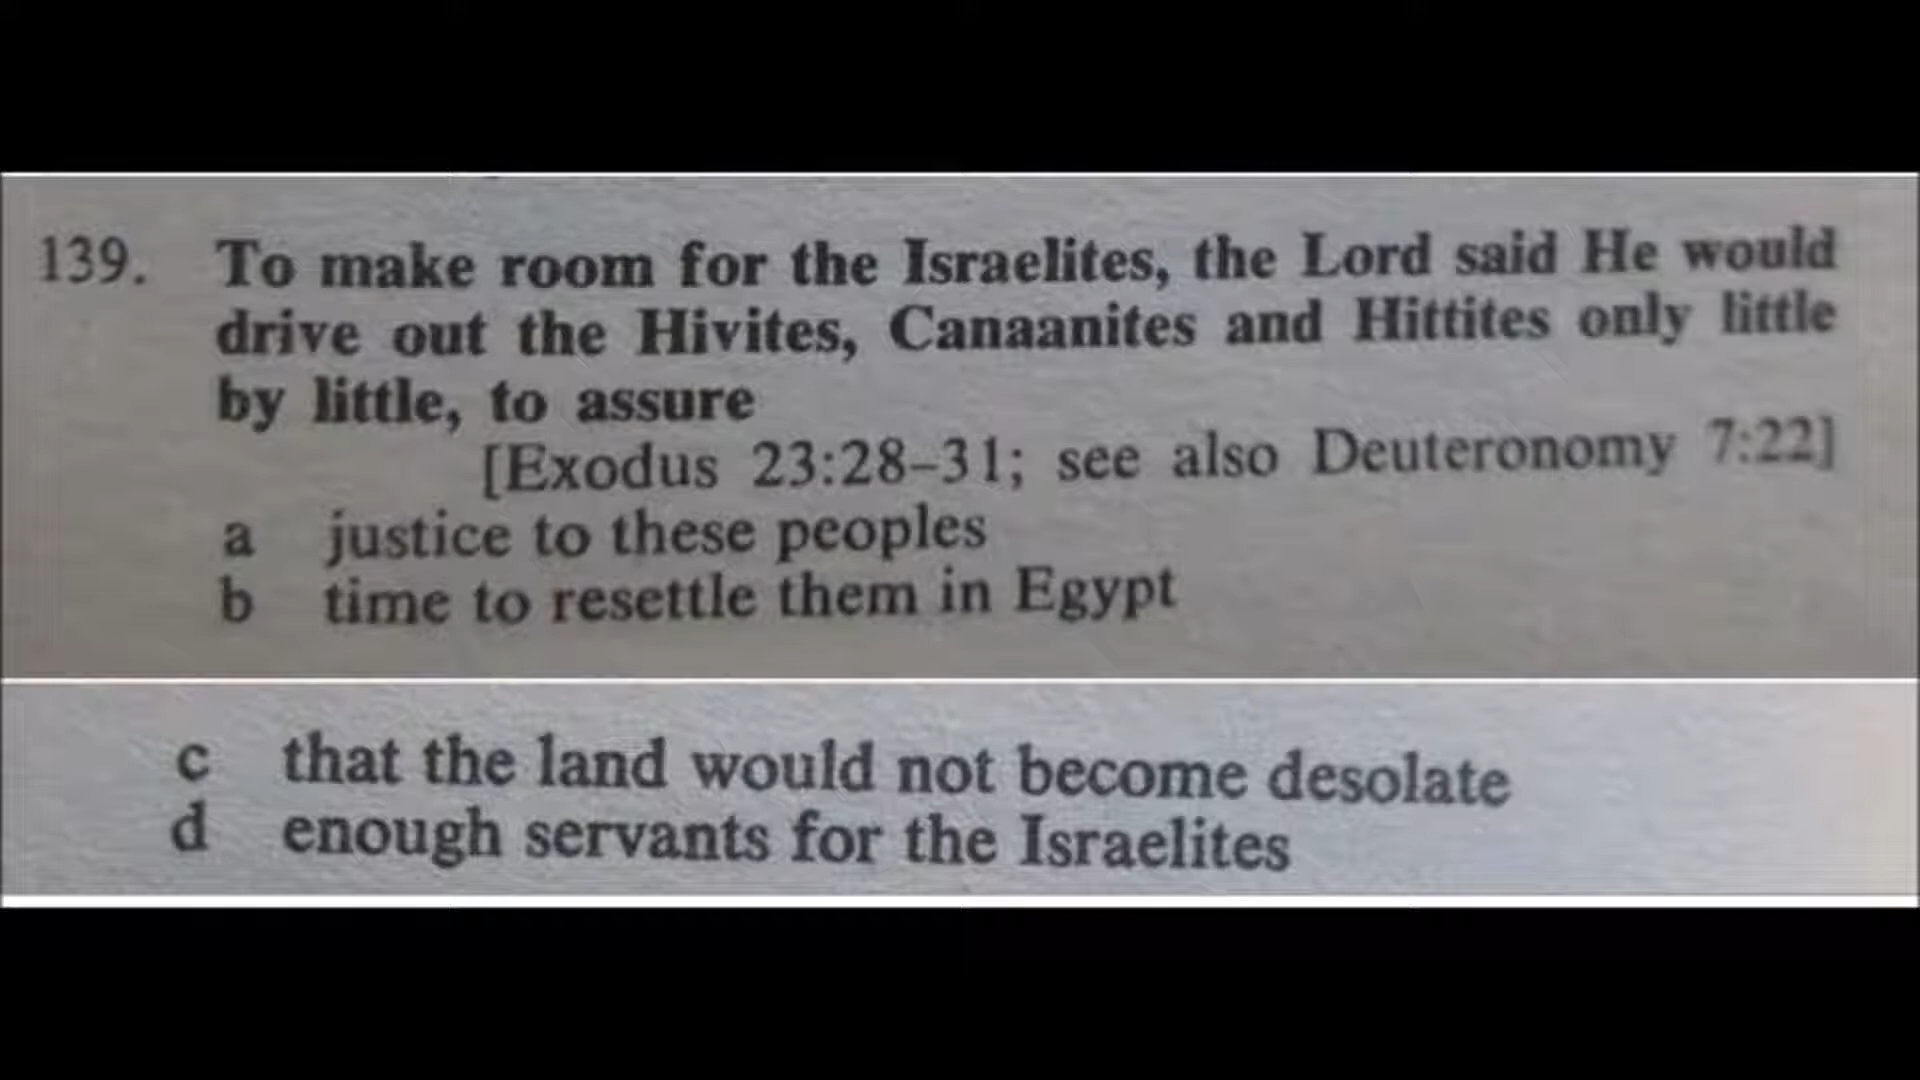 139. To make room for the Israelites, the Lord said He would
drive out the Hivites, Canaanites and Hittites only little
by little, to assure
[Exodus 23:28–31; see also Deuteronomy 7:22]
a justice to these peoples
b time to resettle them in Egypt
c that the land would not become desolate
d enough servants for the Israelites